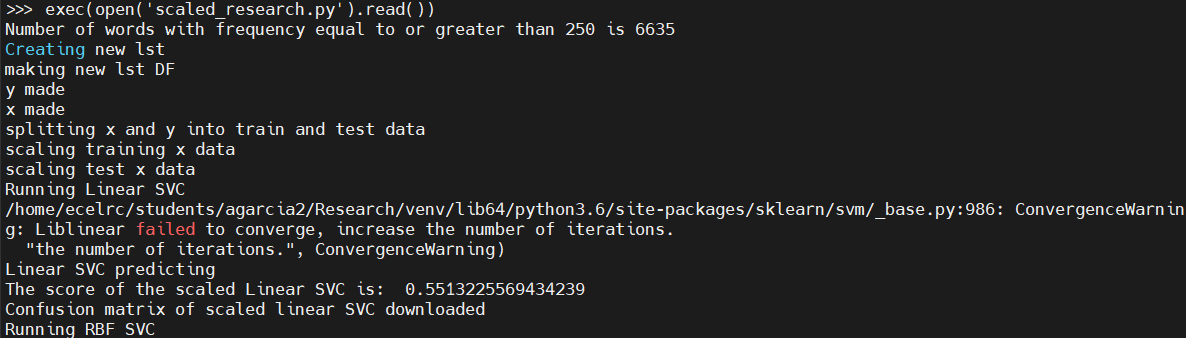 >>> exec(open('scaled_research.py').read())
Number of words with frequency equal to or greater than 250 is 6635
Creating new lst
making new lst DF
y made
x made
splitting x and y into train and test data
scaling training x data
scaling test x data
Running Linear SVC
/home/ecelrc/students/agarcia2/Research/venv/lib64/python3.6/site-packages/sklearn/svm/_base.py:986: ConvergenceWarnin
g: Liblinear failed to converge, increase the number of iterations.
  "the number of iterations.", ConvergenceWarning)
Linear SVC predicting
The score of the scaled Linear SVC is:  0.5513225569434239
Confusion matrix of scaled linear SVC downloaded
Running RBF SVC